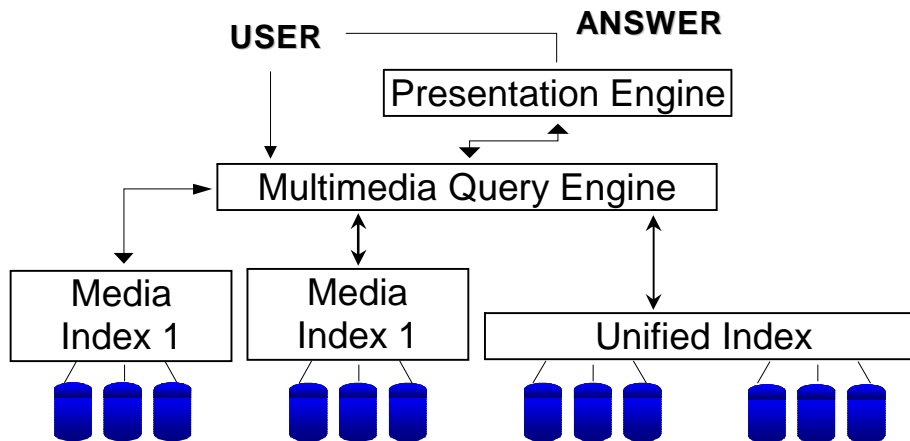 USER
ANSWER
Presentation Engine
Multimedia Query Engine
Media
Index 1
Media
Index 1
Unified Index